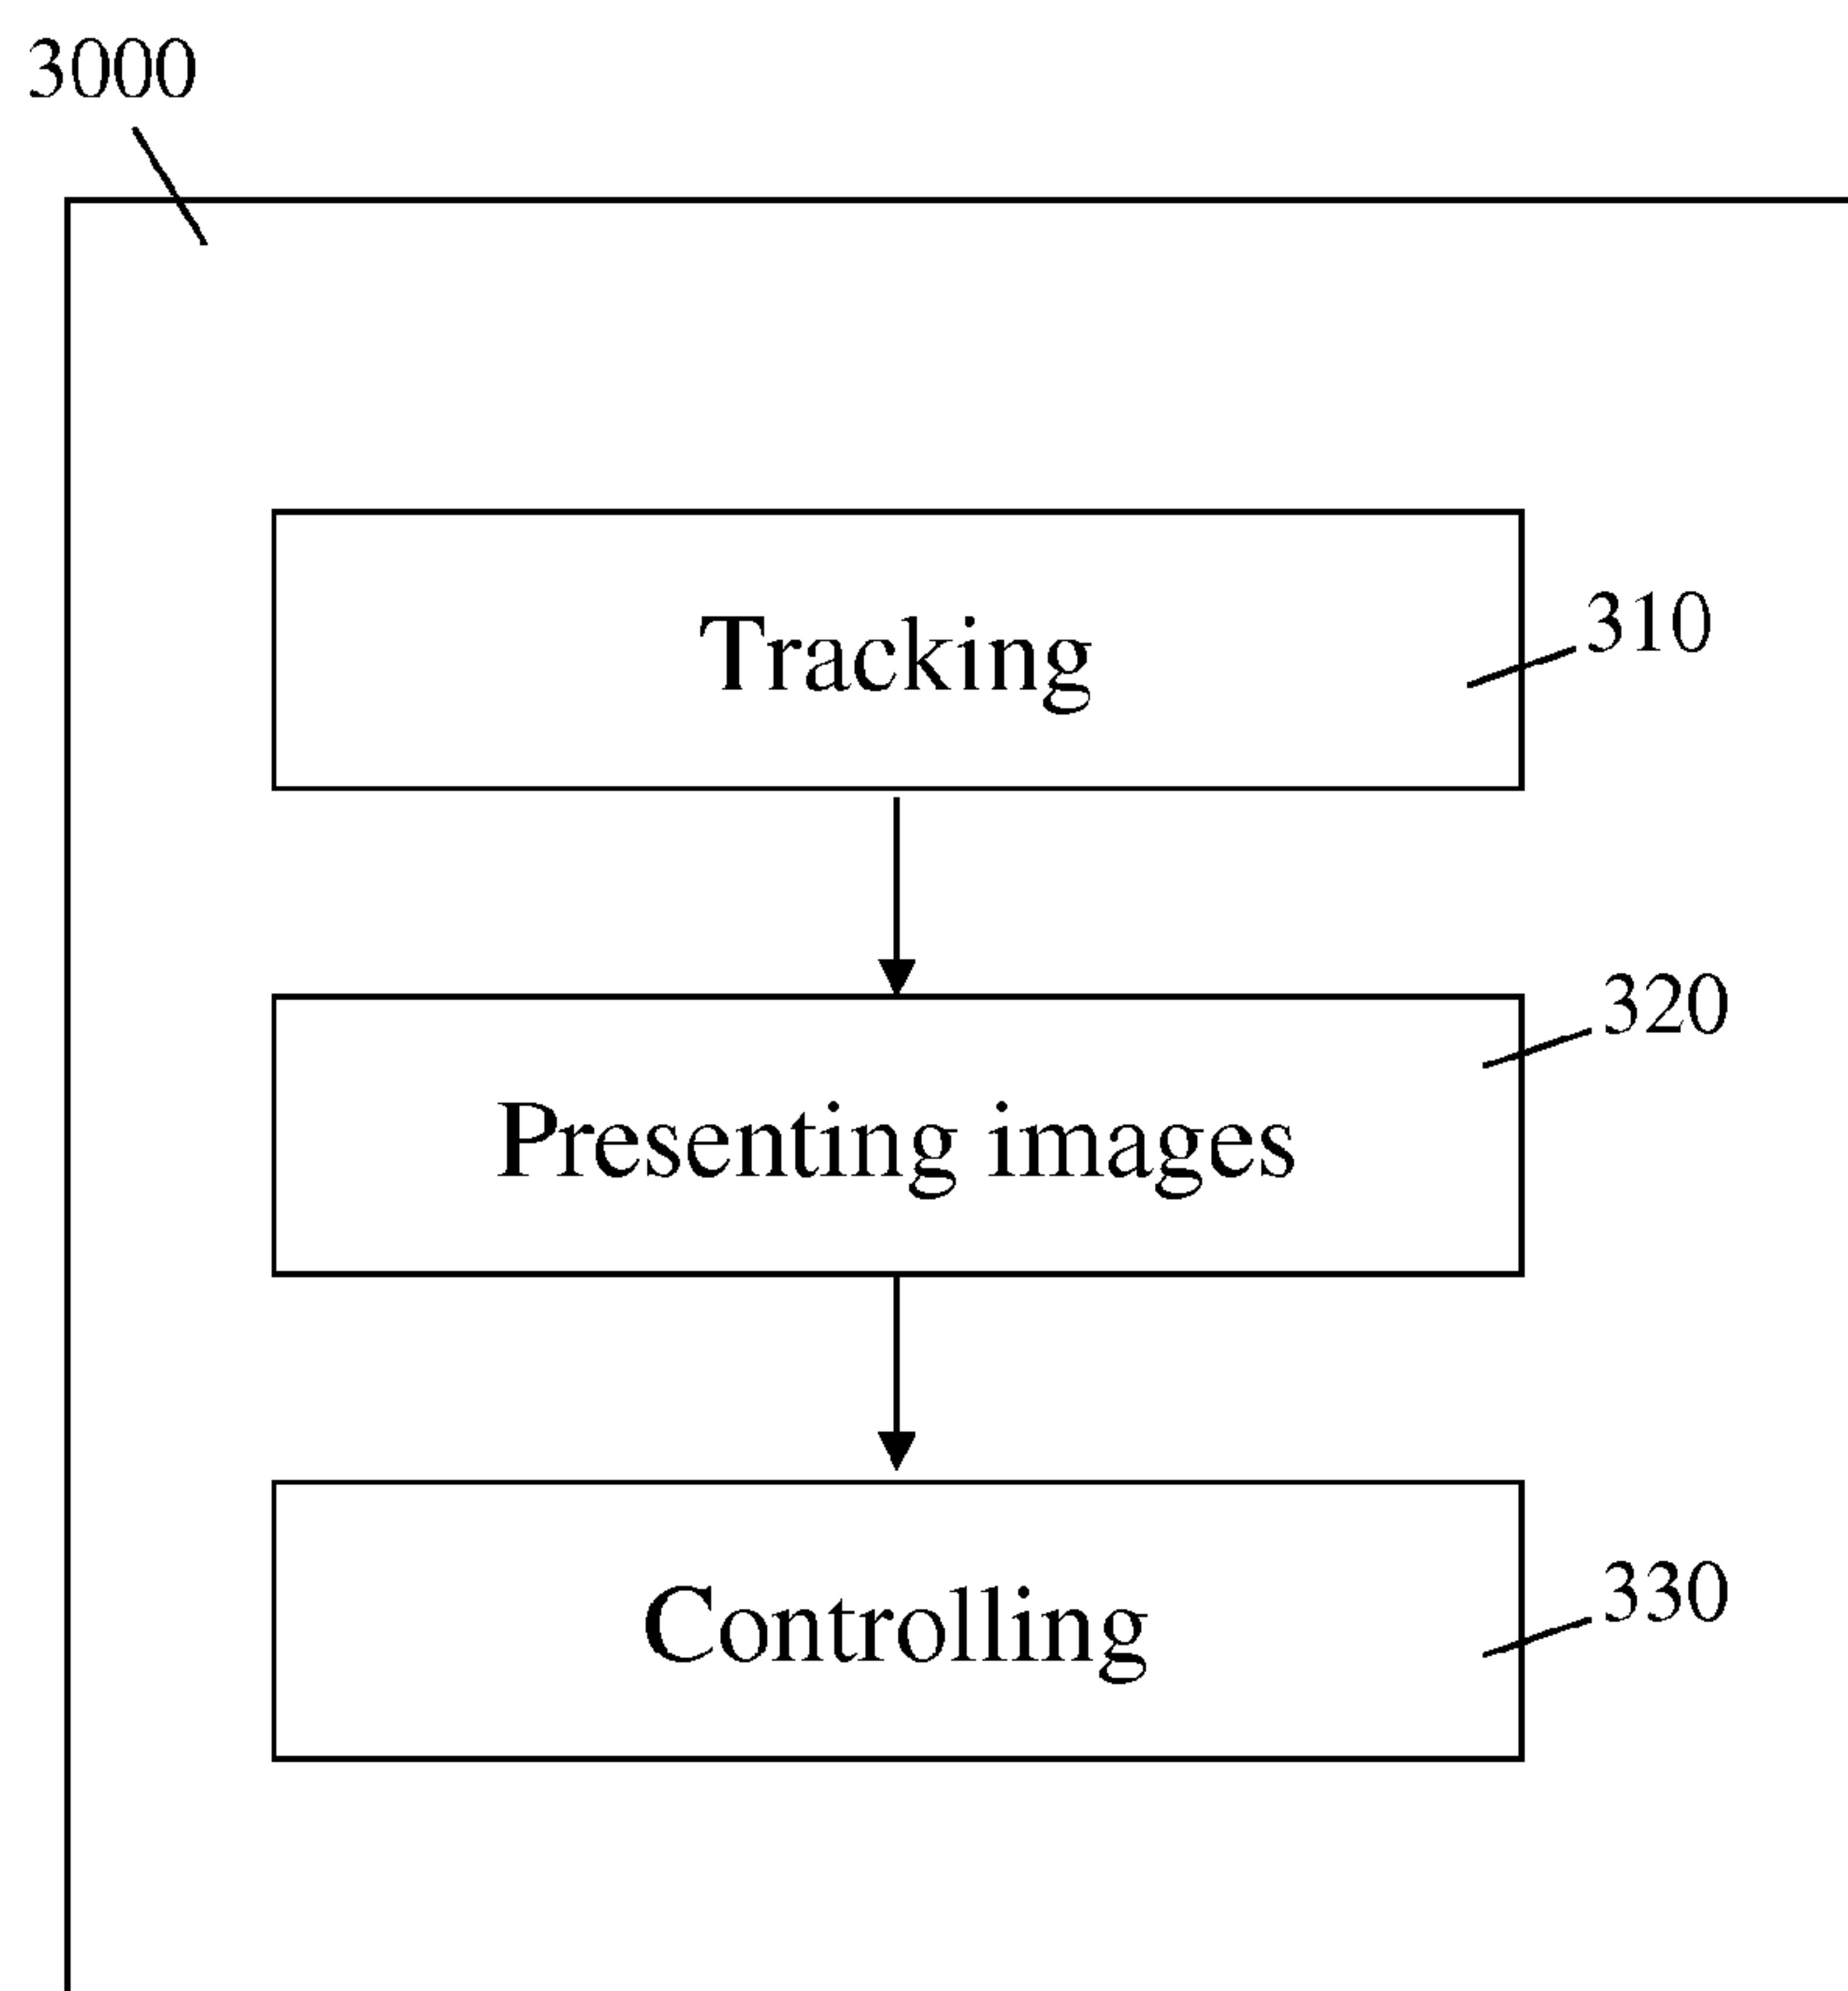 3000
Tracking
310
320
Presenting images
330
Controlling